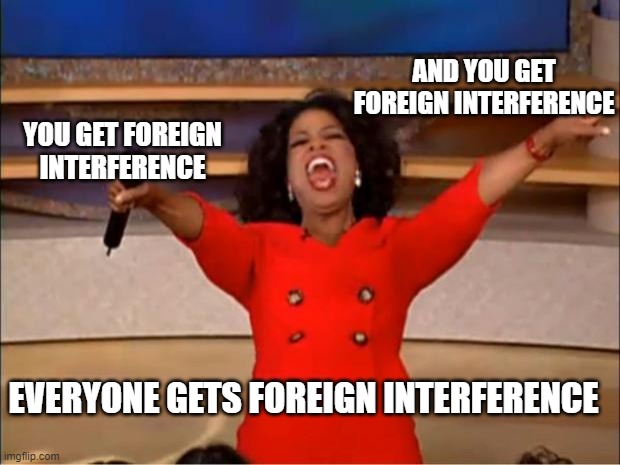 YOU GET FOREIGN
INTERFERENCE
AND YOU GET
FOREIGN INTERFERENCE
EVERYONE GETS FOREIGN INTERFERENCE
imgflip.com